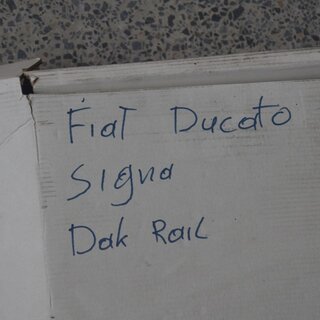 Fiat Ducato
Signa
Dak Rail